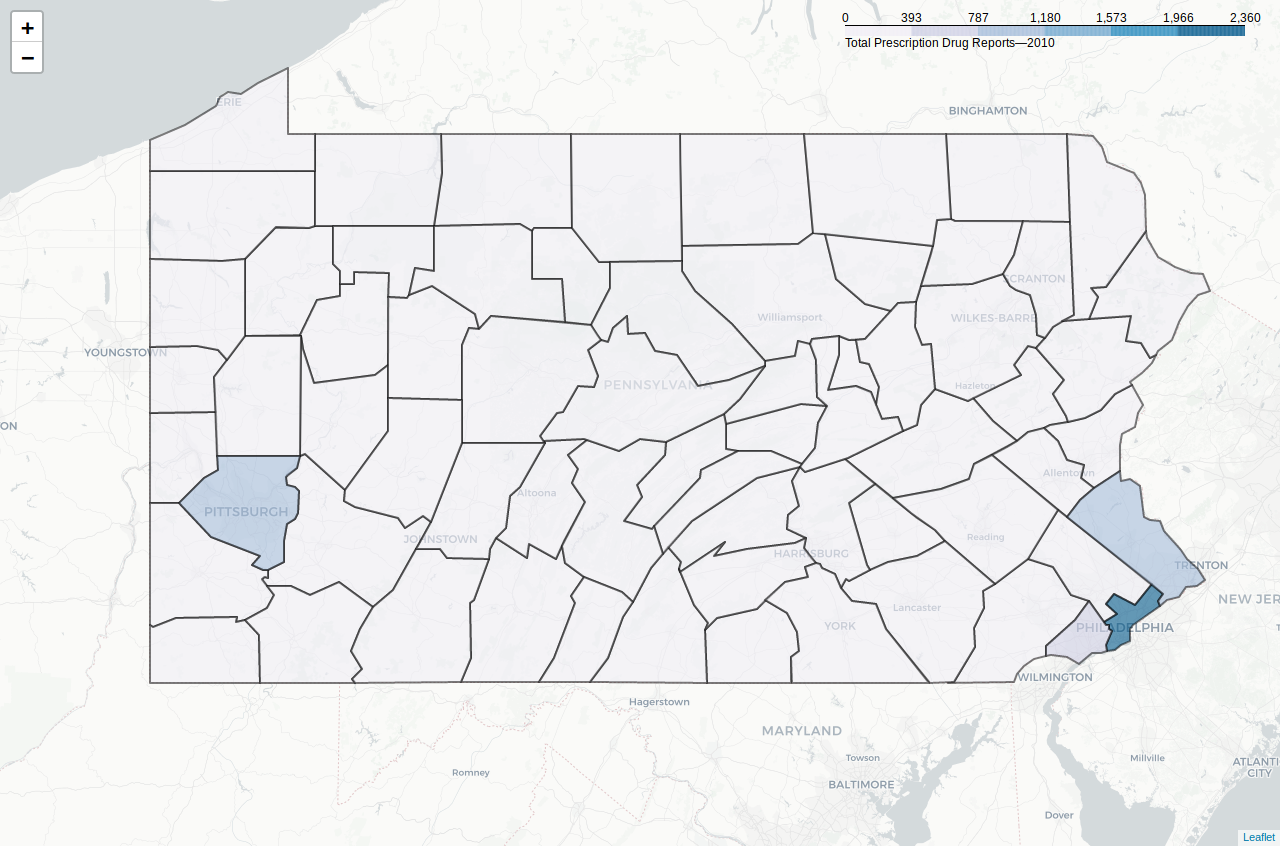 +
−
0 393 787 1,180 1,573 1,966 2,360
Total Prescription Drug Reports—2010
ERIE
BINGHAMTON
SCRANTON
Williamsport
WILKES-BARRE
YOUNGSTOWN
PENNSYLVANIA
Hazleton
ON
Allentown
Altoona
PITTSBURGH
JOHNSTOWN
Reading
HARRISBURG
TRENTON
NEW JER
Lancaster
YORK
PHILADELPHIA
WILMINGTON
Hagerstown
MARYLAND
Towson
Millville
ATLANTI
CITY
Romney
BALTIMORE
Dover
Leaflet